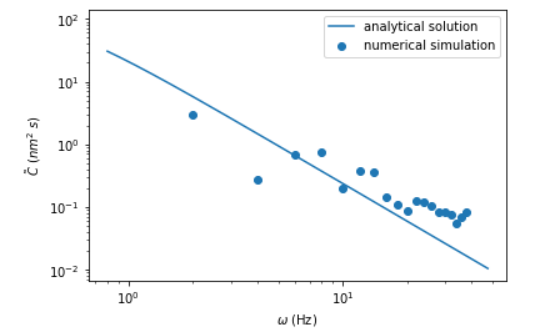 10²
10¹
10⁰
10⁻¹
10⁻²
C̃ (nm² s)
analytical solution
numerical simulation
10⁰ 10¹
ω (Hz)